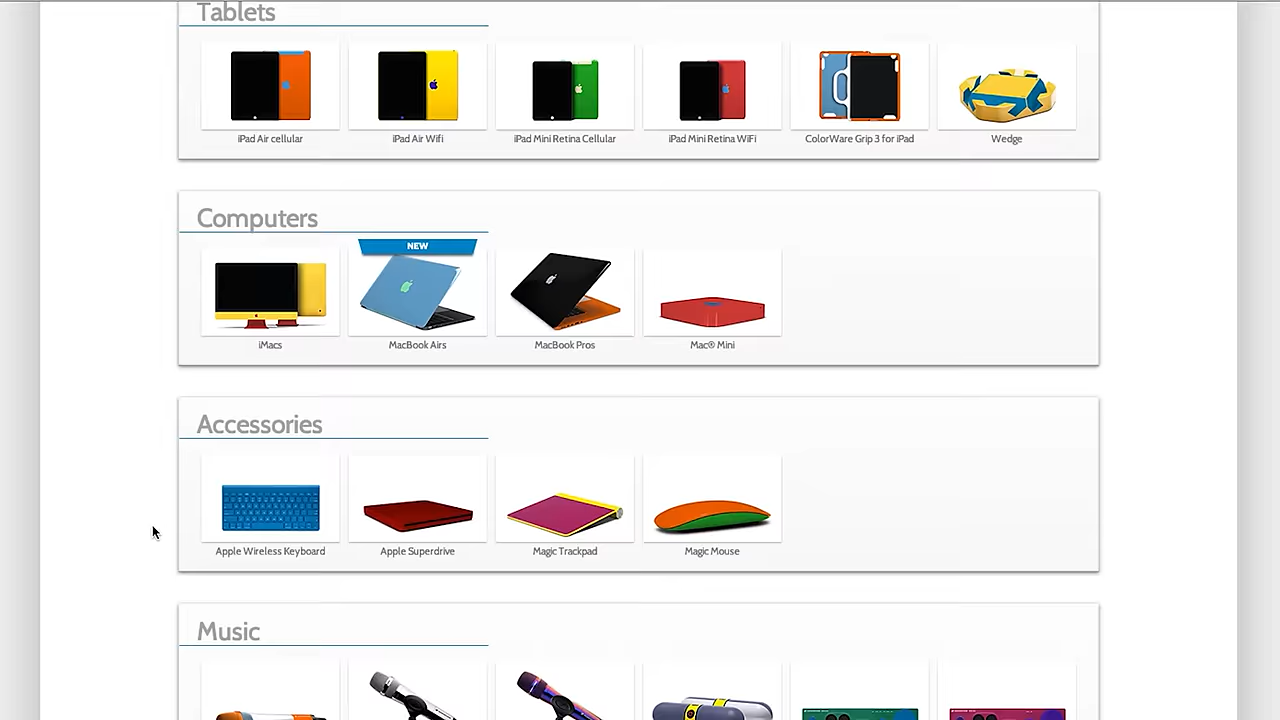 Tablets
iPad Air cellular
iPad Air Wifi
iPad Mini Retina Cellular
iPad Mini Retina WiFi
ColorWare Grip 3 for iPad
Wedge
Computers
NEW
iMacs
MacBook Airs
MacBook Pros
Mac® Mini
Accessories
Apple Wireless Keyboard
Apple Superdrive
Magic Trackpad
Magic Mouse
Music